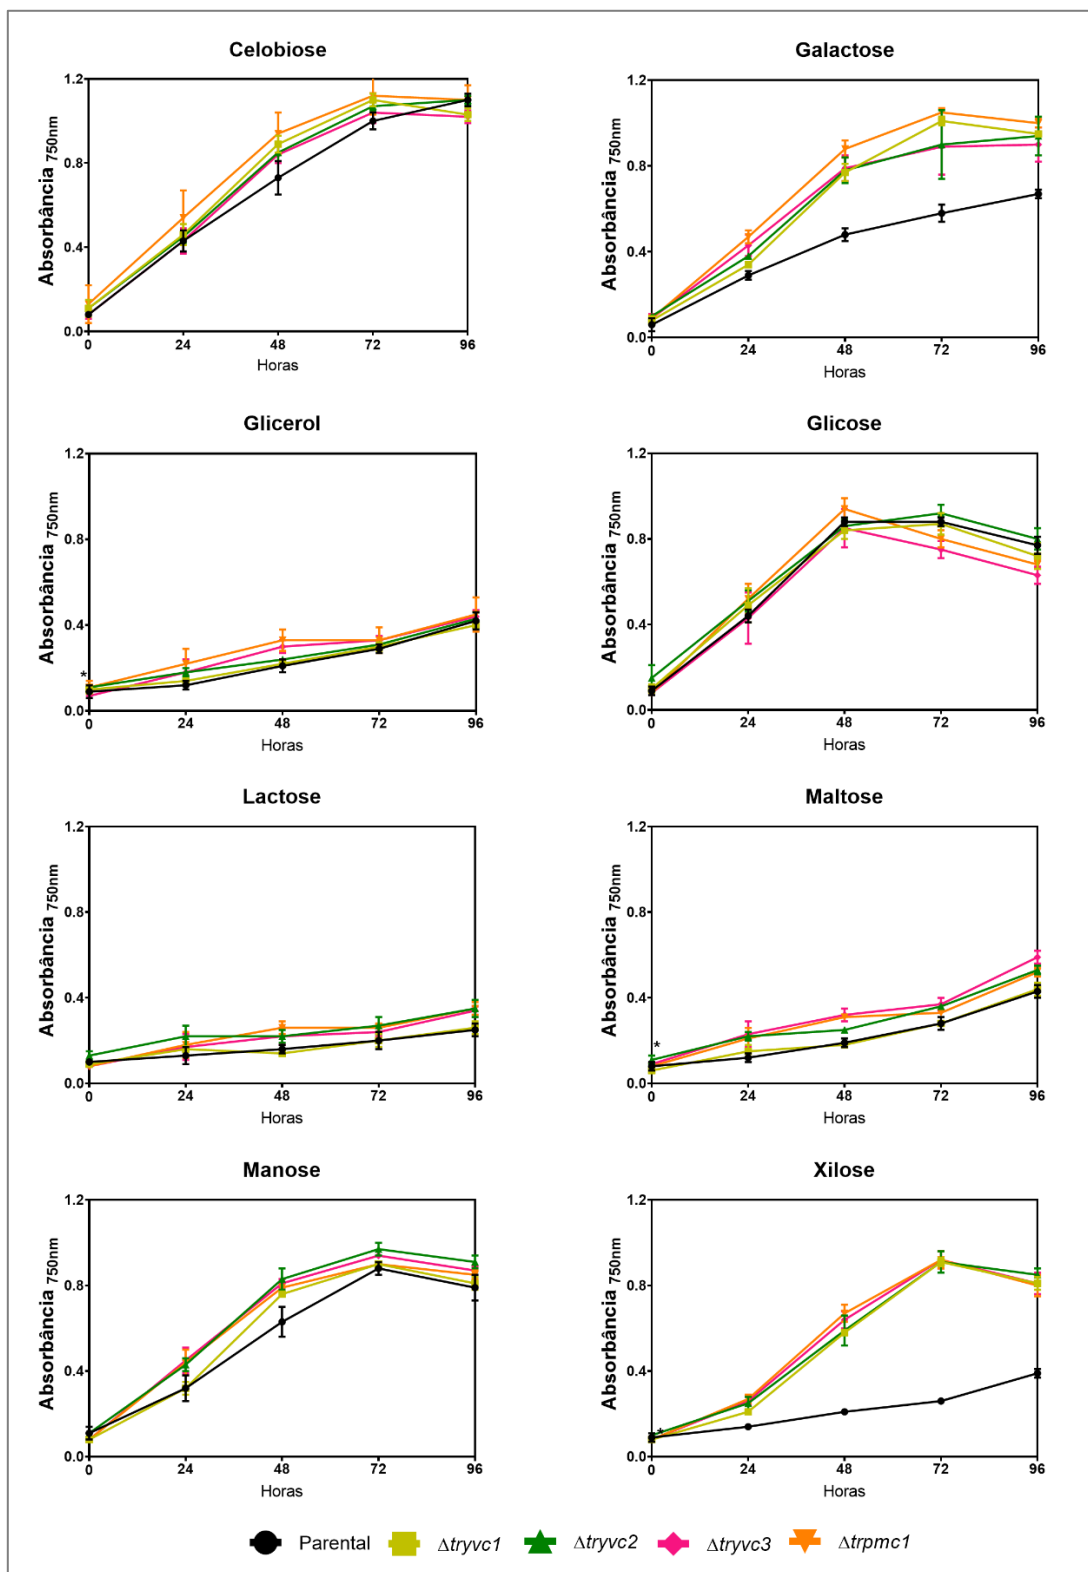 Celobiose
Absorbância 750nm
1.2
0.8
0.4
0.0
0 24 48 72 96
Horas
Galactose
Absorbância 750nm
1.2
0.8
0.4
0.0
0 24 48 72 96
Horas
Glicerol
Absorbância 750nm
1.2
0.8
0.4
*
0.0
0 24 48 72 96
Horas
Glicose
Absorbância 750nm
1.2
0.8
0.4
0.0
0 24 48 72 96
Horas
Lactose
Absorbância 750nm
1.2
0.8
0.4
0.0
0 24 48 72 96
Horas
Maltose
Absorbância 750nm
1.2
0.8
0.4
*
0.0
0 24 48 72 96
Horas
Manose
Absorbância 750nm
1.2
0.8
0.4
0.0
0 24 48 72 96
Horas
Xilose
Absorbância 750nm
1.2
0.8
0.4
*
0.0
0 24 48 72 96
Horas
Parental Δtryvc1 Δtryvc2 Δtryvc3 Δtrpmc1